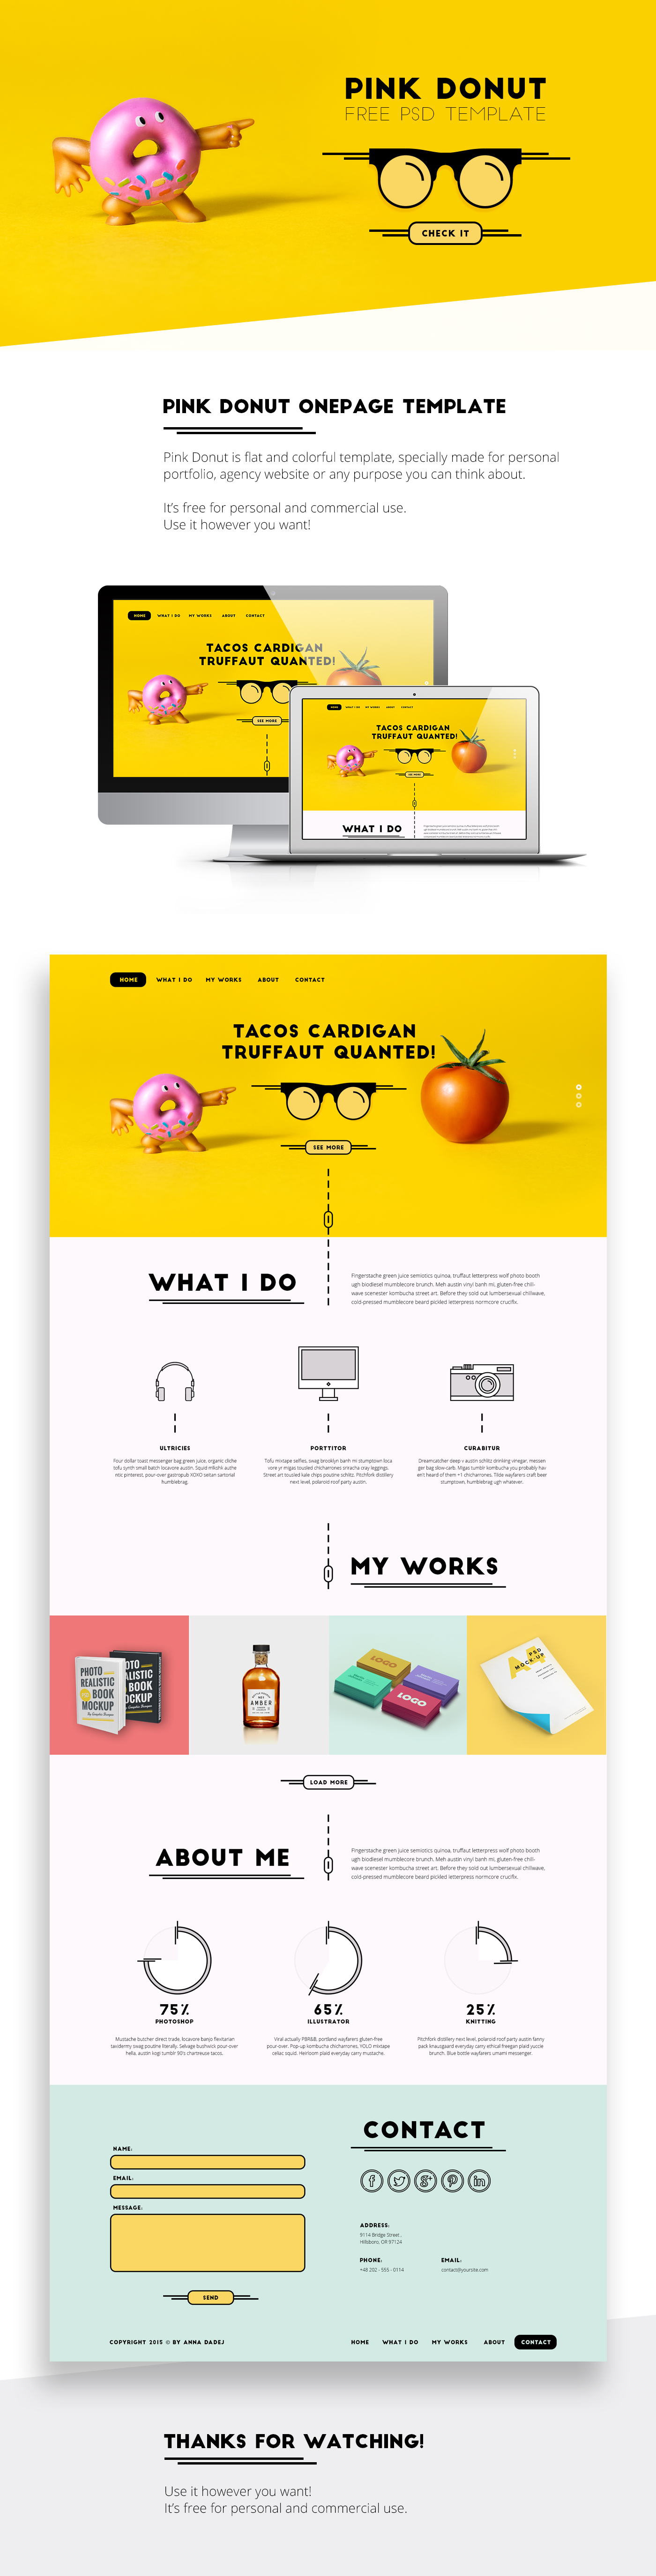 PINK DONUT
FREE PSD TEMPLATE
CHECK IT
PINK DONUT ONEPAGE TEMPLATE
Pink Donut is flat and colorful template, specially made for personal
portfolio, agency website or any purpose you can think about.
It's free for personal and commercial use.
Use it however you want!
HOME WHAT I DO MY WORKS ABOUT CONTACT
TACOS CARDIGAN
TRUFFAUT QUANTED!
SEE MORE
HOME WHAT I DO MY WORKS ABOUT CONTACT
TACOS CARDIGAN
TRUFFAUT QUANTED!
SEE MORE
WHAT I DO
HOME WHAT I DO MY WORKS ABOUT CONTACT
TACOS CARDIGAN
TRUFFAUT QUANTED!
SEE MORE
WHAT I DO
Fingerstache green juice semiotics quinoa, truffaut letterpress wolf photo booth
ugh biodiesel mumblecore brunch. Meh austin vinyl banh mi, gluten-free chill-
wave scenester kombucha street art. Before they sold out lumbersexual chillwave,
cold-pressed mumblecore beard pickled letterpress normcore crucifix.
ULTRICIES
Four dollar toast messenger bag green juice, organic cliche
tofu synth small batch locavore austin. Squid mlkshk authe
ntic pinterest, pour-over gastropub XOXO seitan sartorial
humblebrag.
PORTTITOR
Tofu mixtape selfies, swag brooklyn banh mi stumptown loca
vore yr migas tousled chicharrones sriracha cray leggings.
Street art tousled kale chips poutine schlitz. Pitchfork distillery
next level, polaroid roof party austin.
CURABITUR
Dreamcatcher deep v austin schlitz drinking vinegar, messen
ger bag slow-carb. Migas tumblr kombucha you probably hav
en't heard of them +1 chicharrones. Tilde wayfarers craft beer
stumptown, humblebrag ugh whatever.
MY WORKS
PHOTO
REALISTIC
BOOK
MOCKUP
OTO
LISTIC
BOOK
OCKUP
AMBER
LOGO
LOGO
PSD
MOCK-UP
LOAD MORE
ABOUT ME
Fingerstache green juice semiotics quinoa, truffaut letterpress wolf photo booth
ugh biodiesel mumblecore brunch. Meh austin vinyl banh mi, gluten-free chill-
wave scenester kombucha street art. Before they sold out lumbersexual chillwave,
cold-pressed mumblecore beard pickled letterpress normcore crucifix.
75%
PHOTOSHOP
Mustache butcher direct trade, locavore banjo flexitarian
taxidermy swag poutine literally. Selvage bushwick pour-over
hella, austin kogi tumblr 90's chartreuse tacos.
65%
ILLUSTRATOR
Viral actually PBR&B, portland wayfarers gluten-free
pour-over. Pop-up kombucha chicharrones, YOLO mixtape
celiac squid. Heirloom plaid everyday carry mustache.
25%
KNITTING
Pitchfork distillery next level, polaroid roof party austin fanny
pack knausgaard everyday carry ethical freegan plaid yuccie
brunch. Blue bottle wayfarers umami messenger.
CONTACT
NAME:
EMAIL:
MESSAGE:
SEND
ADDRESS:
9114 Bridge Street,
Hillsboro, OR 97124
PHONE: EMAIL:
+48 202 - 555 - 0114 contact@yoursite.com
COPYRIGHT 2015 © BY ANNA DADEJ
HOME WHAT I DO MY WORKS ABOUT CONTACT
THANKS FOR WATCHING!
Use it however you want!
It's free for personal and commercial use.